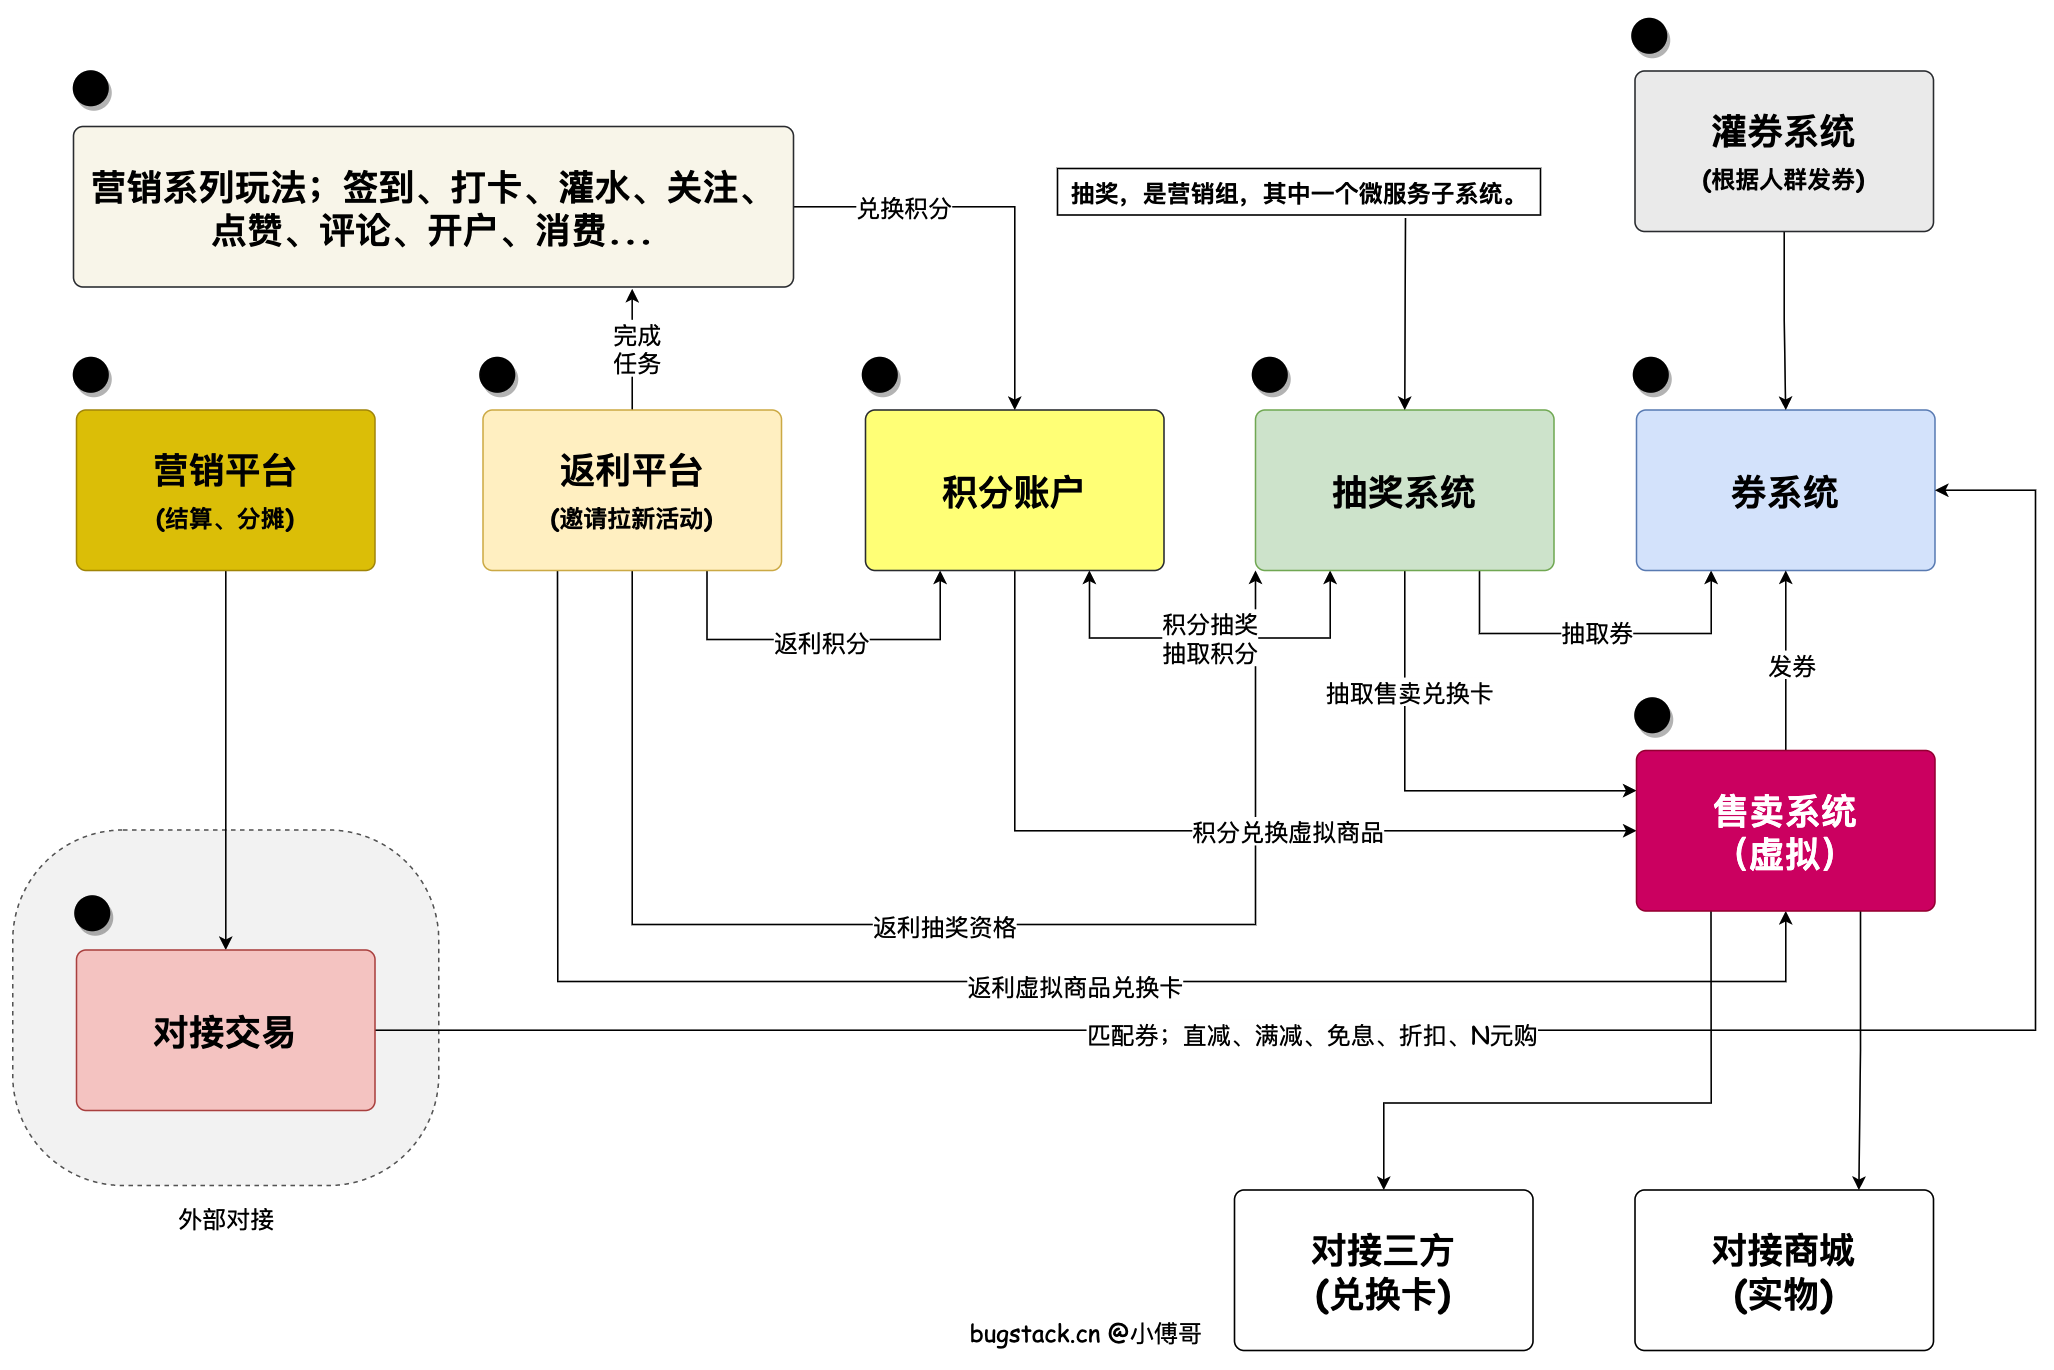 灌券系统
(根据人群发券)
营销系列玩法；签到、打卡、灌水、关注、
点赞、评论、开户、消费...
兑换积分
抽奖，是营销组，其中一个微服务子系统。
完成
任务
营销平台
(结算、分摊)
返利平台
(邀请拉新活动)
积分账户
抽奖系统
券系统
返利积分
积分抽奖
抽取积分
抽取券
发券
抽取售卖兑换卡
售卖系统
（虚拟）
积分兑换虚拟商品
返利抽奖资格
返利虚拟商品兑换卡
对接交易
匹配券；直减、满减、免息、折扣、N元购
外部对接
对接三方
(兑换卡)
对接商城
(实物)
bugstack.cn @小傅哥